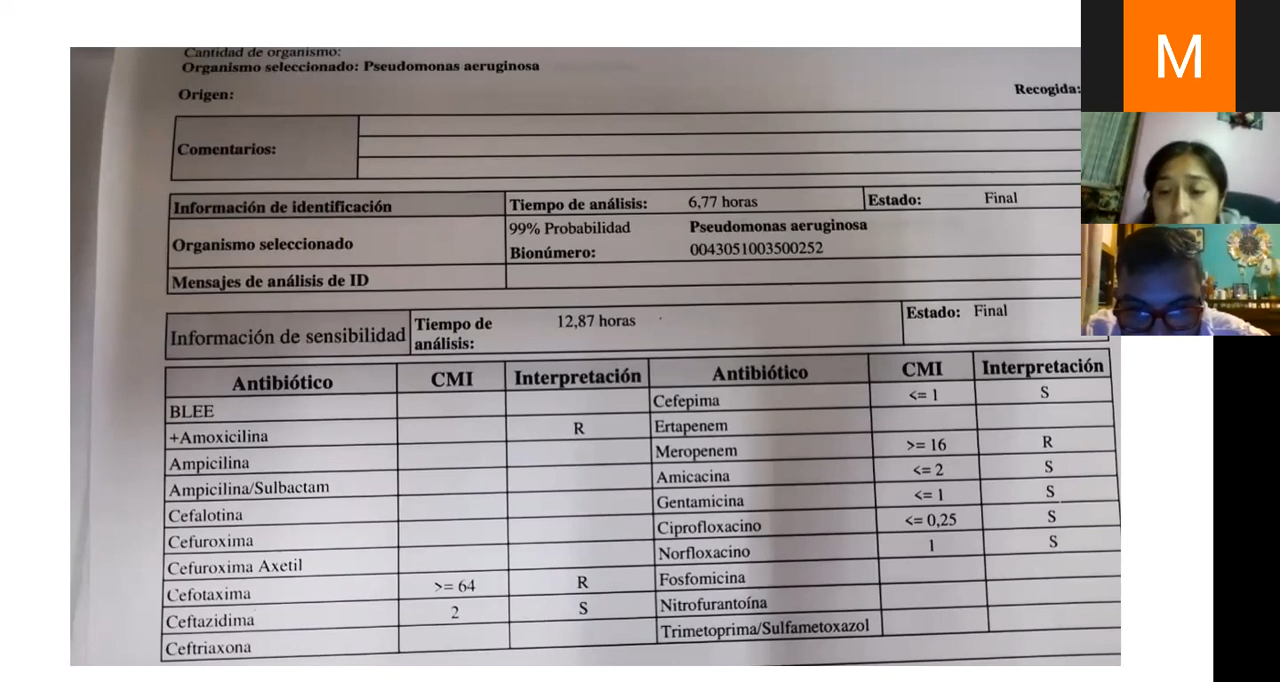 M
Cantidad de organismo:
Organismo seleccionado: Pseudomonas aeruginosa
Origen:
Recogida:
Comentarios:
Información de identificación Tiempo de análisis: 6,77 horas Estado: Final
Organismo seleccionado
99% Probabilidad Pseudomonas aeruginosa
Bionúmero: 0043051003500252
Mensajes de análisis de ID
Información de sensibilidad
Tiempo de análisis: 12,87 horas
Estado: Final
Antibiótico CMI Interpretación Antibiótico CMI Interpretación
BLEE Cefepima <= 1 S
+Amoxicilina R Ertapenem
Ampicilina Meropenem >= 16 R
Ampicilina/Sulbactam Amicacina <= 2 S
Cefalotina Gentamicina <= 1 S
Cefuroxima Ciprofloxacino <= 0,25 S
Cefuroxima Axetil Norfloxacino 1 S
Cefotaxima >= 64 R Fosfomicina
Ceftazidima 2 S Nitrofurantoína
Ceftriaxona Trimetoprima/Sulfametoxazol